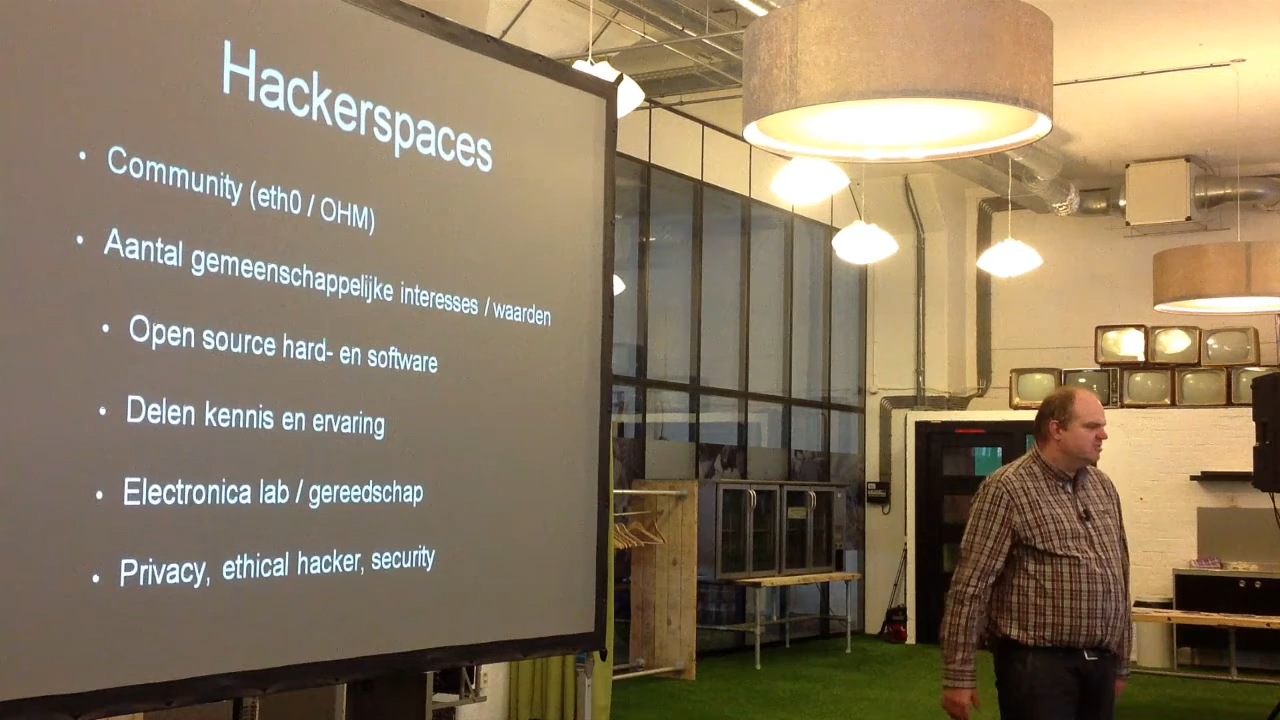 Hackerspaces
• Community (eth0 / OHM)
• Aantal gemeenschappelijke interesses / waarden
• Open source hard- en software
• Delen kennis en ervaring
• Electronica lab / gereedschap
• Privacy, ethical hacker, security